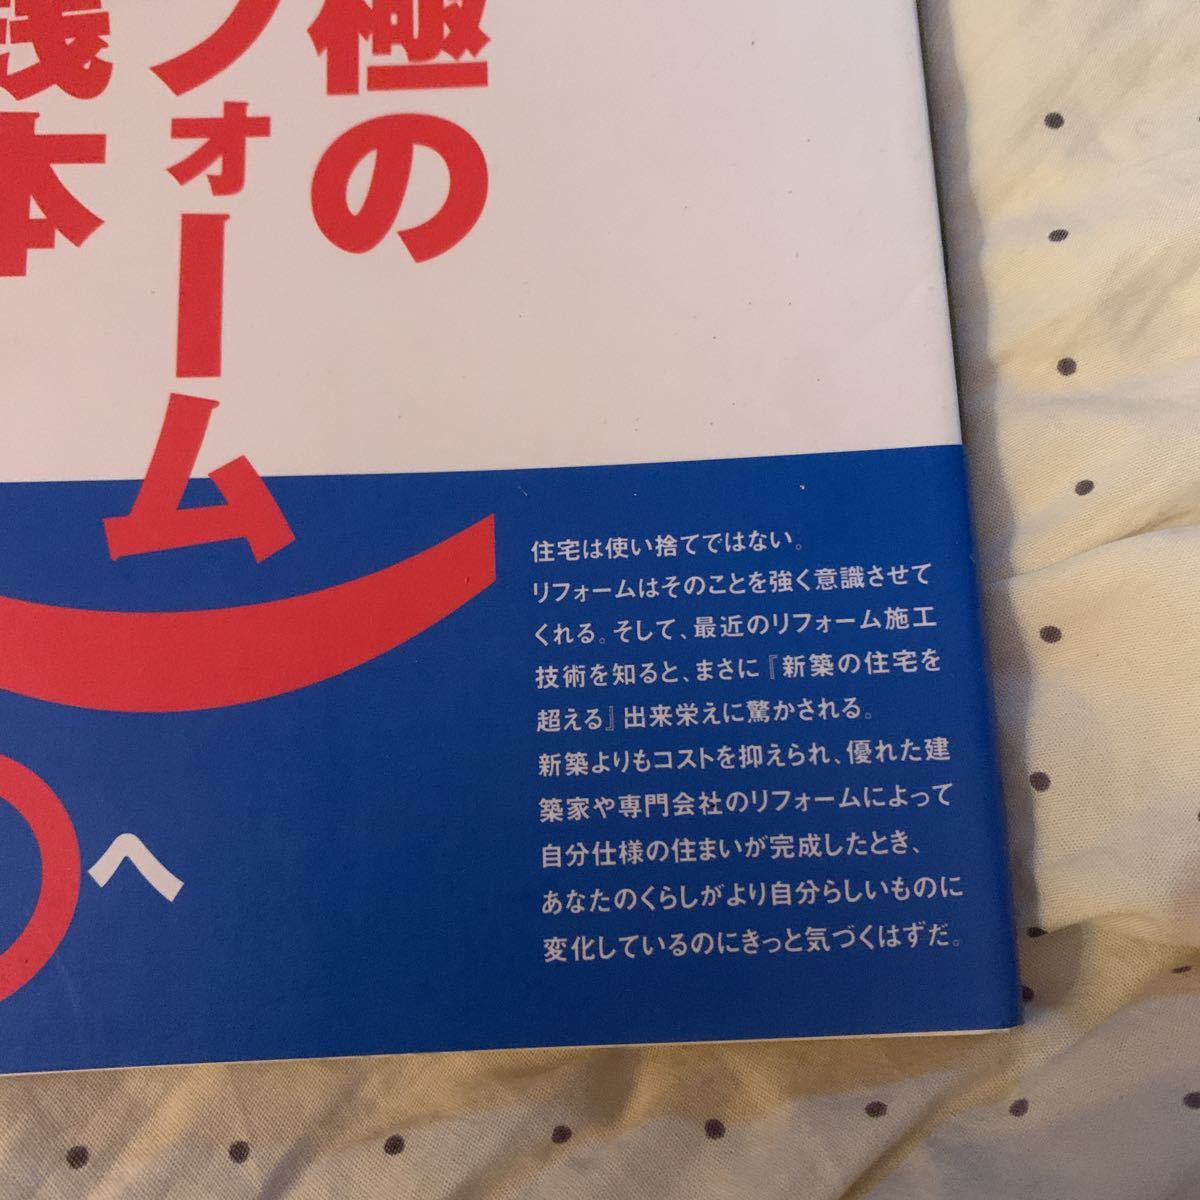 極の
フォーム
践本
へ
住宅は使い捨てではない。
リフォームはそのことを強く意識させて
くれる。そして、最近のリフォーム施工
技術を知ると、まさに『新築の住宅を
超える』出来栄えに驚かされる。
新築よりもコストを抑えられ、優れた建
築家や専門会社のリフォームによって
自分仕様の住まいが完成したとき、
あなたのくらしがより自分らしいものに
変化しているのにきっと気づくはずだ。